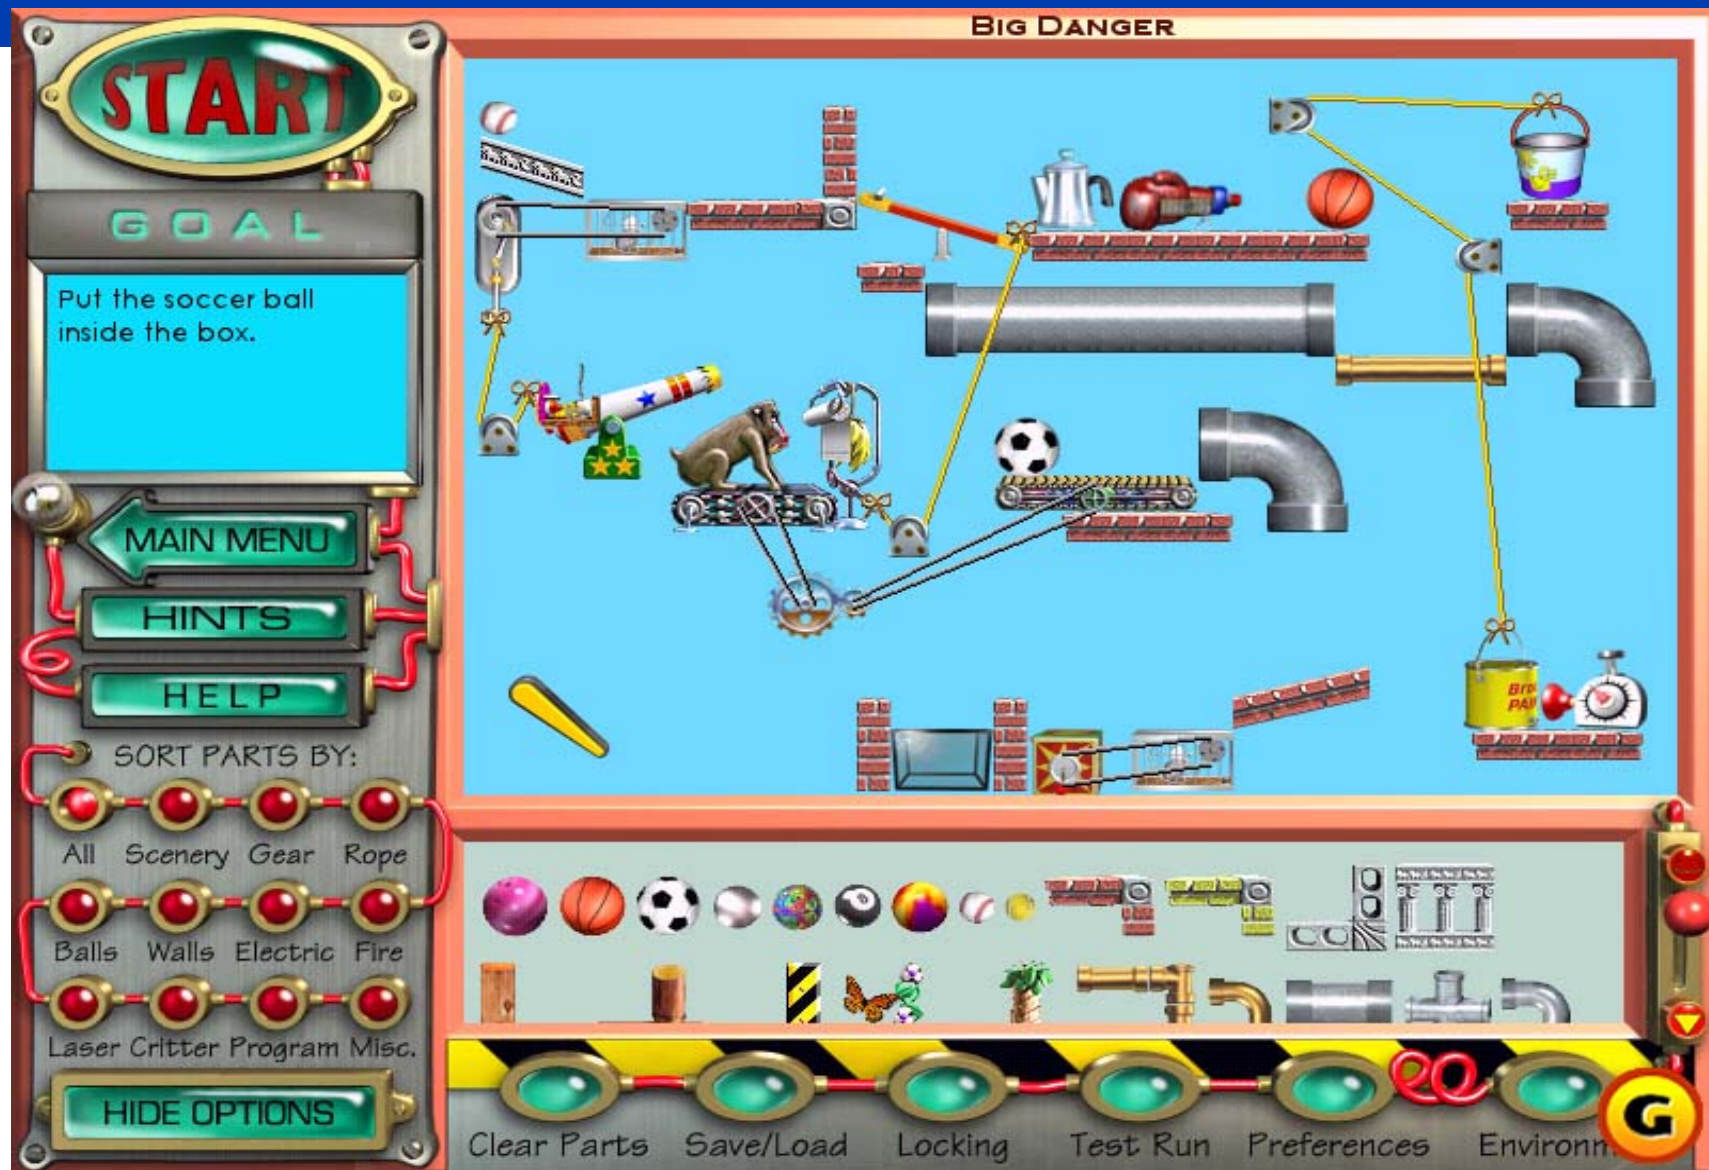 BIG DANGER
START
GOAL
Put the soccer ball
inside the box.
MAIN MENU
HINTS
HELP
SORT PARTS BY:
All Scenery Gear Rope
Balls Walls Electric Fire
Laser Critter Program Misc.
HIDE OPTIONS
Clear Parts Save/Load Locking Test Run Preferences
G